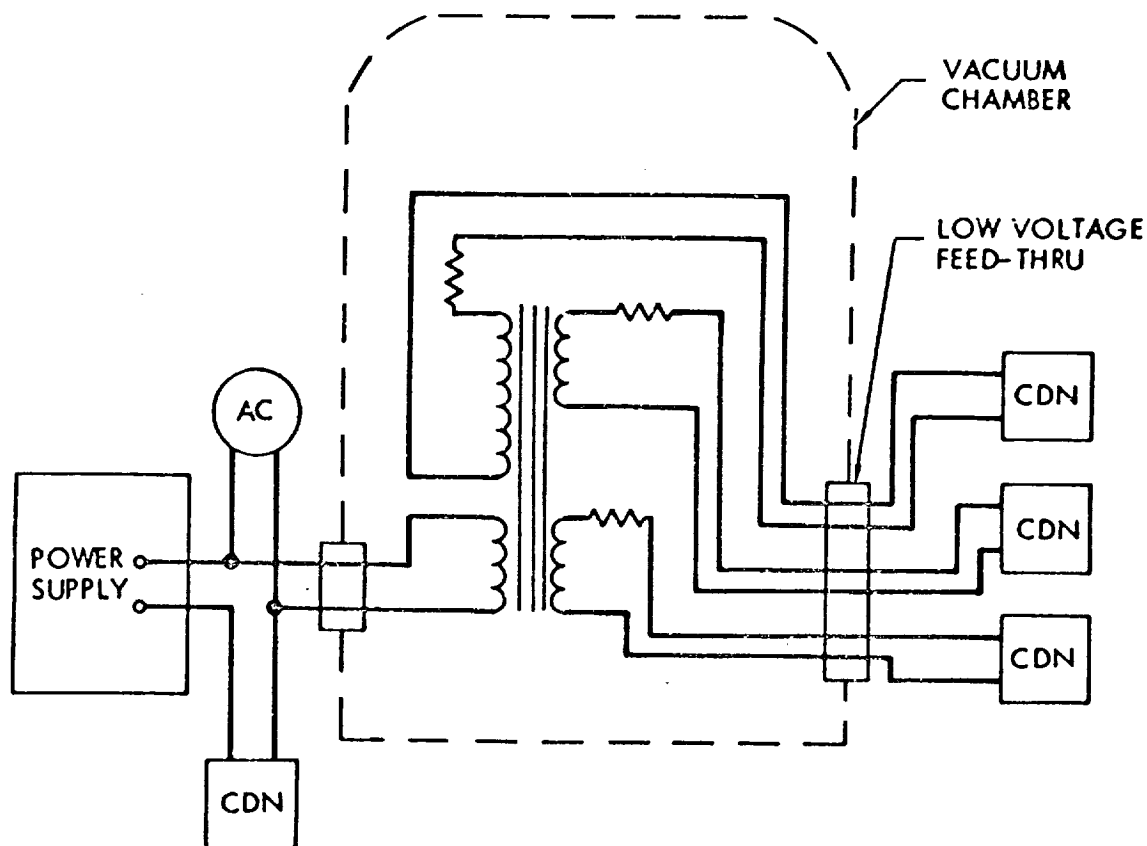 VACUUM
CHAMBER
LOW VOLTAGE
FEED-THRU
AC
CDN
POWER
SUPPLY
CDN
CDN
CDN